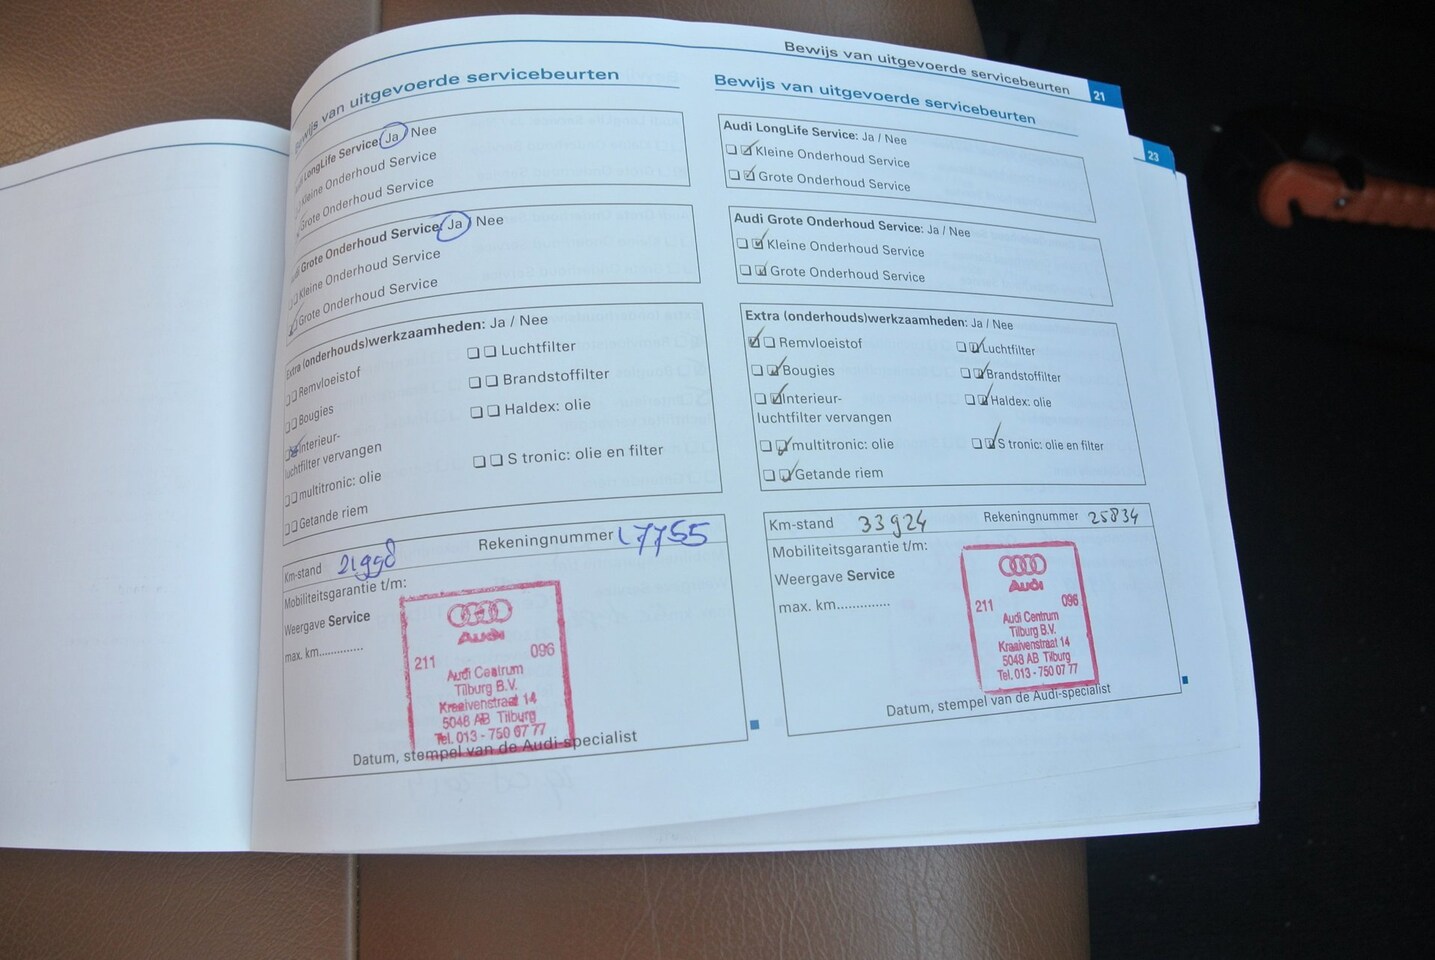 Bewijs van uitgevoerde servicebeurten 21
23
Bewijs van uitgevoerde servicebeurten
Audi LongLife Service: Ja / Nee
Kleine Onderhoud Service
Grote Onderhoud Service
Audi Grote Onderhoud Service: Ja / Nee
Kleine Onderhoud Service
Grote Onderhoud Service
Extra (onderhouds)werkzaamheden: Ja / Nee
Remvloeistof Luchtfilter
Bougies Brandstoffilter
Interieur- Haldex: olie
luchtfilter vervangen
multitronic: olie S tronic: olie en filter
Getande riem
Km-stand 21998 Rekeningnummer 17755
Mobiliteitsgarantie t/m:
Weergave Service
max. km.............
Audi
211 096
Audi Centrum
Tilburg B.V.
Kraaivenstraat 14
5048 AB Tilburg
Tel. 013 - 750 07 77
Datum, stempel van de Audi-specialist
Bewijs van uitgevoerde servicebeurten
Audi LongLife Service: Ja / Nee
Kleine Onderhoud Service
Grote Onderhoud Service
Audi Grote Onderhoud Service: Ja / Nee
Kleine Onderhoud Service
Grote Onderhoud Service
Extra (onderhouds)werkzaamheden: Ja / Nee
Remvloeistof Luchtfilter
Bougies Brandstoffilter
Interieur- Haldex: olie
luchtfilter vervangen
multitronic: olie S tronic: olie en filter
Getande riem
Km-stand 33924 Rekeningnummer 25834
Mobiliteitsgarantie t/m:
Weergave Service
max. km.............
Audi
211 096
Audi Centrum
Tilburg B.V.
Kraaivenstraat 14
5048 AB Tilburg
Tel. 013 - 750 07 77
Datum, stempel van de Audi-specialist